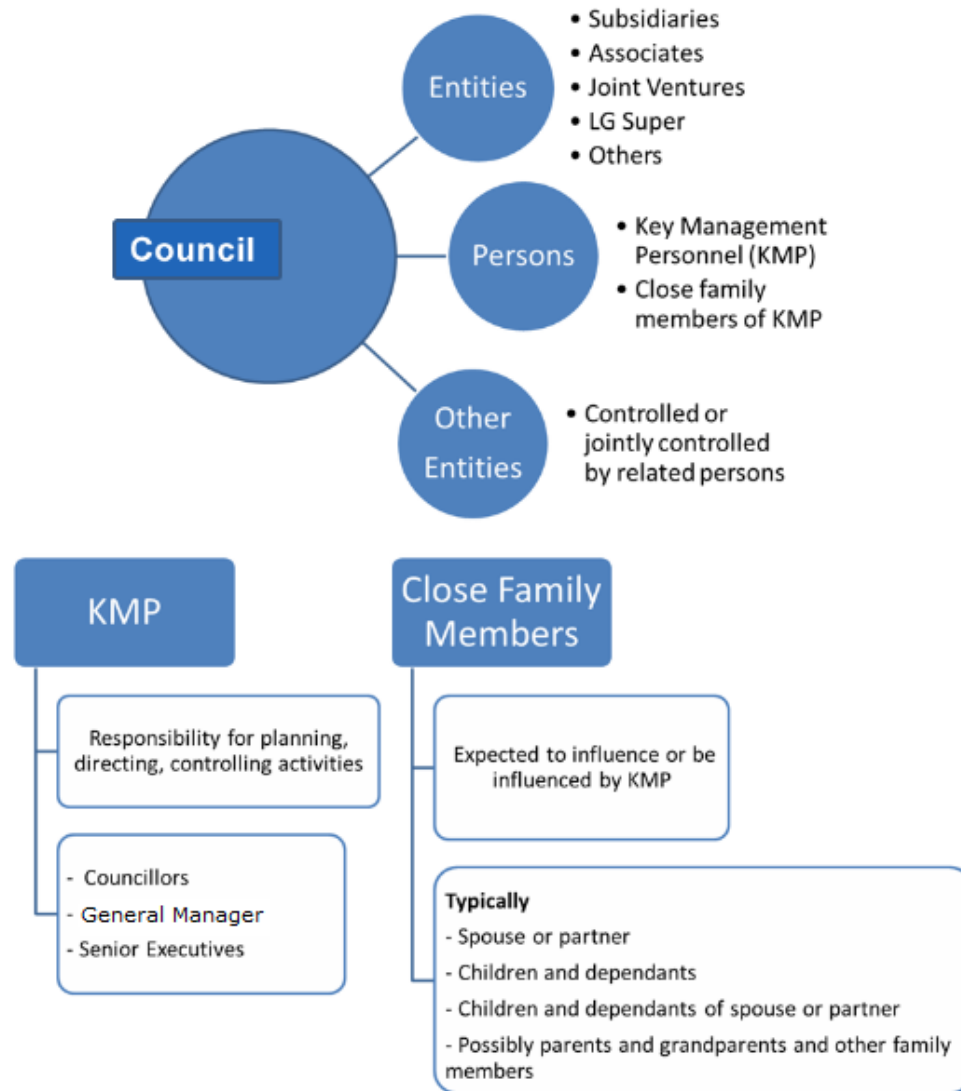 Entities
• Subsidiaries
• Associates
• Joint Ventures
• LG Super
• Others
Council
Persons
• Key Management
Personnel (KMP)
• Close family
members of KMP
Other
Entities
• Controlled or
jointly controlled
by related persons
KMP
Responsibility for planning,
directing, controlling activities
- Councillors
- General Manager
- Senior Executives
Close Family
Members
Expected to influence or be
influenced by KMP
Typically
- Spouse or partner
- Children and dependants
- Children and dependants of spouse or partner
- Possibly parents and grandparents and other family
members